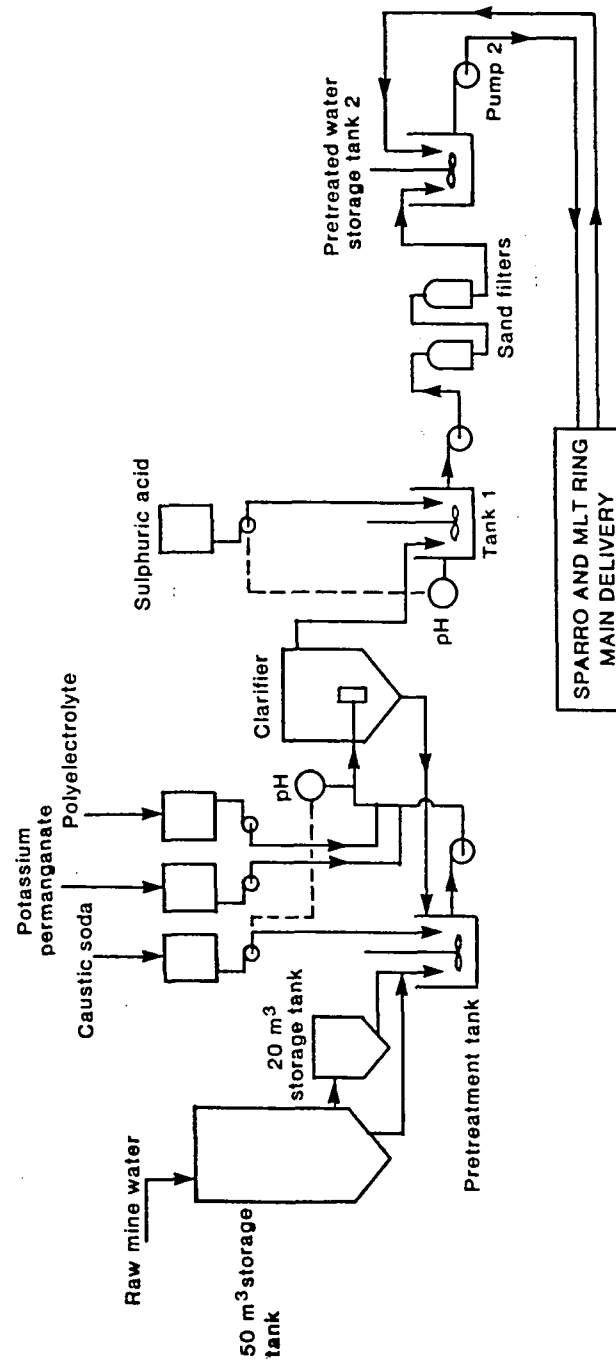 Raw mine water
50 m³ storage
tank
20 m³
storage tank
Pretreatment tank
Caustic soda
Potassium
permanganate
Polyelectrolyte
pH
Clarifier
Sulphuric acid
pH
Tank 1
Sand filters
Pretreated water
storage tank 2
Pump 2
SPARRO AND MLT RING
MAIN DELIVERY